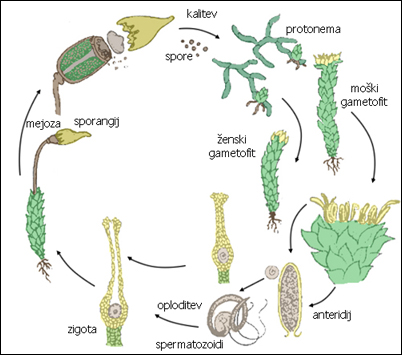 kalitev
protonema
spore
moški
gametofit
mejoza
sporangij
ženski
gametofit
oploditev
anteridij
zigota
spermatozoidi